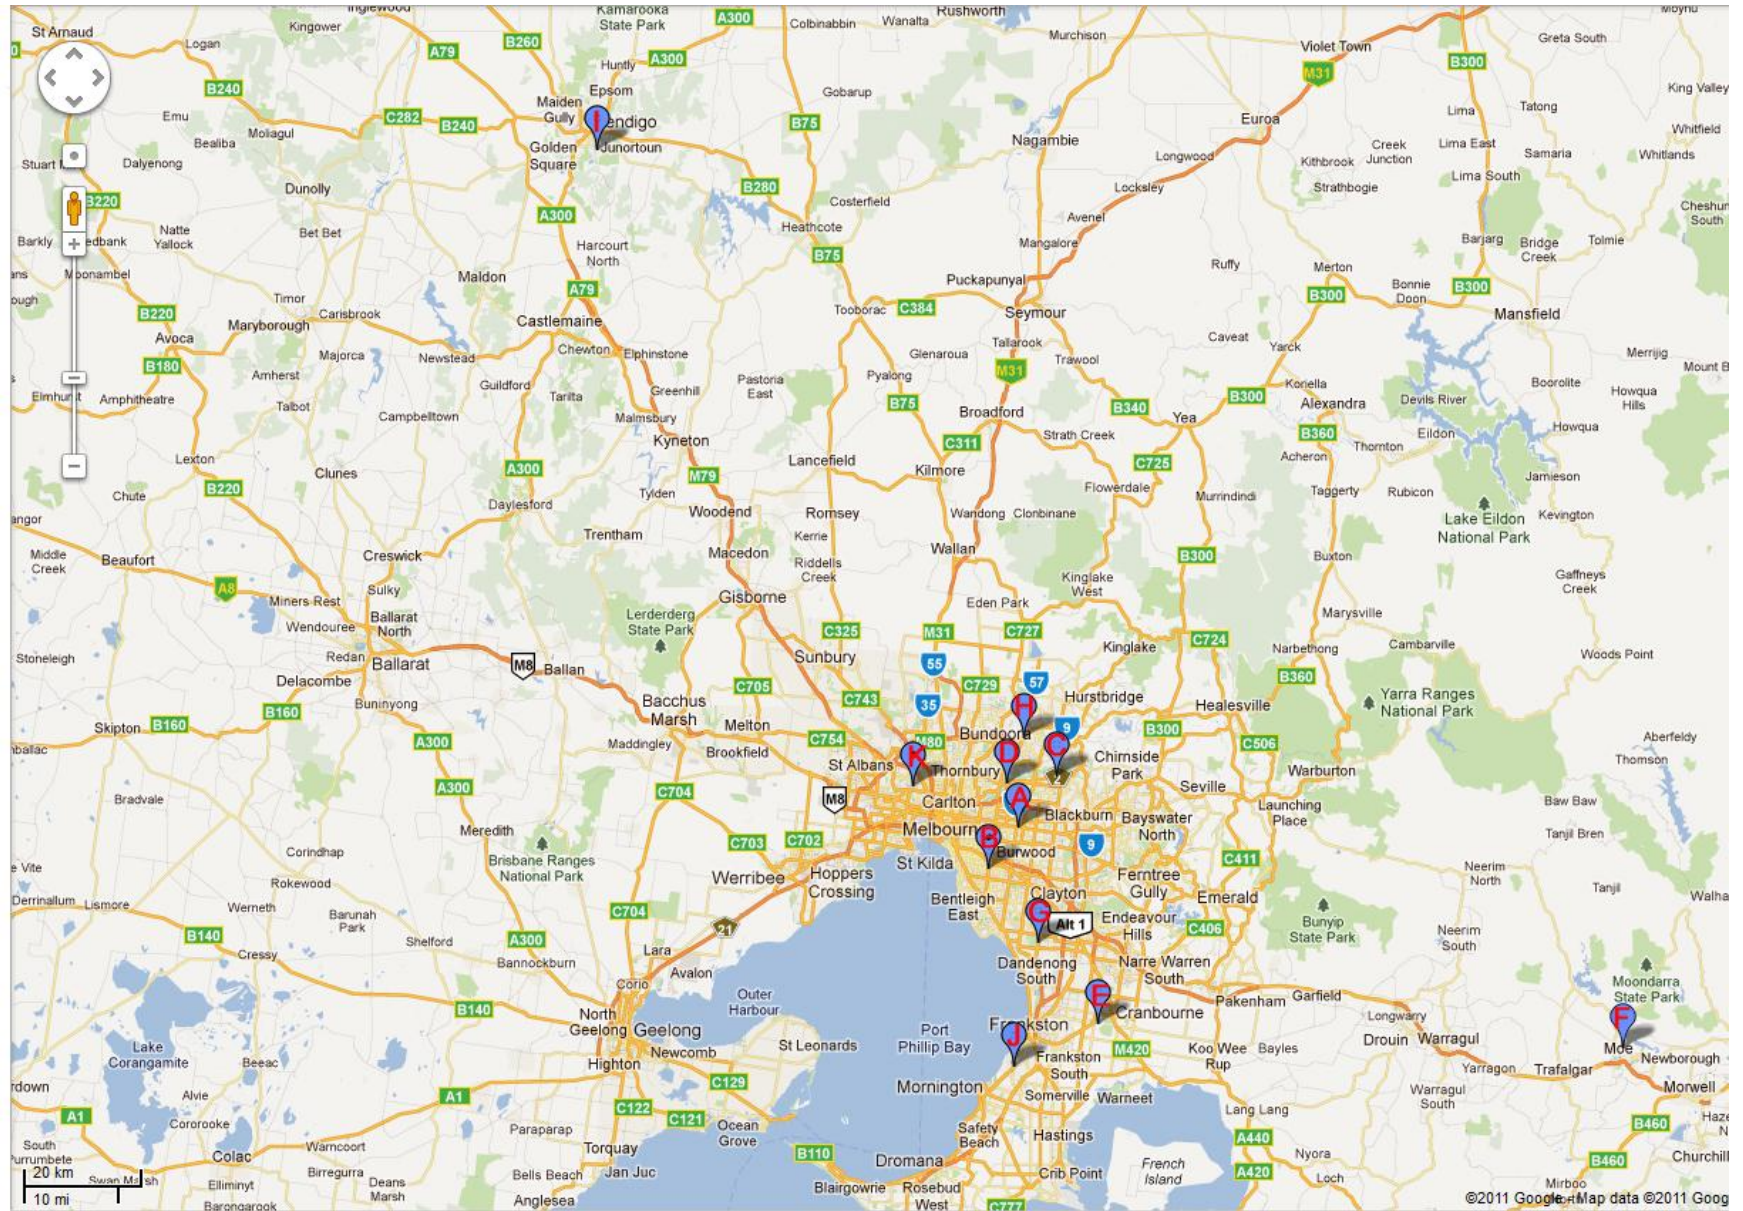 Inglewood
Kamarooka
State Park
A300
Colbinabbin
Wanalta
Rushworth
St Arnaud
Kingower
Logan
A79
B260
A300
Murchison
Violet Town
Greta South
Huntly
M31
B300
B240
Epsom
Gobarup
King Valley
Emu
C282
B240
Maiden
Gully
I
endigo
B75
Nagambie
Euroa
Lima
Tatong
Moliagul
Bealiba
Golden
Square
Junortoun
Whitfield
Lima East
Creek
Junction
Longwood
Kithbrook
Samaria
Whitlands
Dalyenong
Dunolly
B280
Costerfield
Locksley
Strathbogie
Lima South
B220
A300
Avenel
Cheshun
South
Natte
Yallock
Bet Bet
Heathcote
Barkly
edbank
Harcourt
North
B75
Mangalore
Barjarg
Bridge
Creek
Tolmie
Moonambel
Maldon
Puckapunyal
Ruffy
Merton
A79
Bonnie
Doon
B300
B300
B220
Timor
Carisbrook
Castlemaine
Tooborac
C384
Seymour
Mansfield
Avoca
Maryborough
Caveat
Yarck
Majorca
Newstead
Chewton
Elphinstone
Glenaroua
Tallarook
Trawool
Merrijig
B180
Amherst
Guildford
Greenhill
Pastoria
East
Pyalong
M31
Koriella
Boorolite
Howqua
Hills
Elmhurst
Amphitheatre
Talbot
Campbelltown
Tarilta
Malmsbury
B75
Broadford
B340
Yea
B300
Alexandra
Devils River
Kyneton
C311
Strath Creek
B360
Eildon
Howqua
Thornton
Lexton
Clunes
A300
M79
Lancefield
Kilmore
C725
Acheron
Jamieson
B220
Chute
Daylesford
Tylden
Flowerdale
Murrindindi
Taggerty
Rubicon
Woodend
Romsey
Wandong
Clonbinane
Lake Eildon
National Park
Kevington
Trentham
Kerrie
Middle
Creek
Beaufort
Creswick
Macedon
Wallan
B300
Buxton
Riddells
Creek
Kinglake
West
Gaffneys
Creek
A8
Miners Rest
Sulky
Gisborne
Eden Park
Marysville
Wendouree
Ballarat
North
Lerderderg
State Park
C325
M31
C727
C724
Cambarville
Stoneleigh
Redan
Ballarat
M8
Ballan
Sunbury
55
Kinglake
Narbethong
Woods Point
Delacombe
C705
C729
57
B360
Buninyong
Bacchus
Marsh
C743
35
H
Hurstbridge
Healesville
Yarra Ranges
National Park
Skipton
B160
B160
Melton
Bundoora
9
B300
A300
Maddingley
Brookfield
C754
M80
D
C
C506
Aberfeldy
K
St Albans
Thornbury
2
Chirnside
Park
Warburton
Thomson
A300
C704
M8
Carlton
A
Seville
Bradvale
Blackburn
Bayswater
North
Launching
Place
Baw Baw
Meredith
Melbourn
B
Tanjil Bren
Corindhap
Brisbane Ranges
National Park
C703
C702
Burwood
9
C411
Rokewood
Werribee
Hoppers
Crossing
St Kilda
Ferntree
Gully
Neerim
North
Tanjil
Derrinallum
Lismore
Werneth
C704
Bentleigh
East
Clayton
Emerald
Walha
Barunah
Park
G
Alt 1
Endeavour
Hills
C406
Bunyip
State Park
B140
Shelford
A300
21
Neerim
South
Cressy
Bannockburn
Lara
Avalon
Dandenong
South
Narre Warren
South
Moondarra
State Park
Corio
E
Pakenham
Garfield
B140
Outer
Harbour
Cranbourne
Longwarry
F
North
Geelong
Geelong
Port
Phillip Bay
Frankston
J
Drouin
Warragul
Lake
Corangamite
Beeac
Newcomb
St Leonards
M420
Koo Wee
Rup
Bayles
Moe
Newborough
Highton
Frankston
South
Yarragon
Trafalgar
C129
Mornington
Morwell
A1
Alvie
A1
Somerville
Warneet
Warragul
South
C122
C121
Lang Lang
Cororooke
Paraparap
Ocean
Grove
Safety
Beach
Hastings
A440
B460
Warncoort
Torquay
B110
Dromana
French
Island
Nyora
Colac
Birregurra
Bells Beach
Jan Juc
Crib Point
A420
Loch
B460
Churchill
20 km
Swan Marsh
Deans
Marsh
Elliminyt
Anglesea
Blairgowrie
Rosebud
West
Mirboo
10 mi
Barongarook
C777
©2011 Google - Map data ©2011 Goog